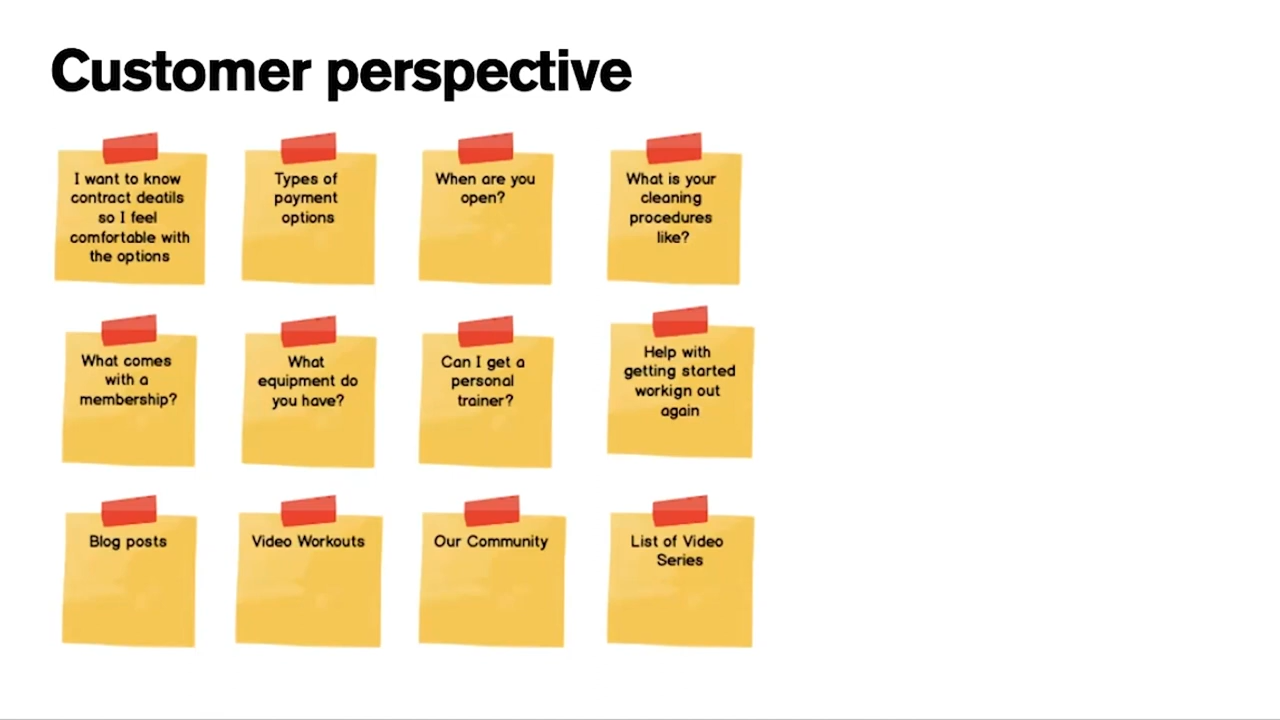 Customer perspective
I want to know
contract deatils
so I feel
comfortable with
the options
Types of
payment
options
When are you
open?
What is your
cleaning
procedures
like?
What comes
with a
membership?
What
equipment do
you have?
Can I get a
personal
trainer?
Help with
getting started
workign out
again
Blog posts
Video Workouts
Our Community
List of Video
Series